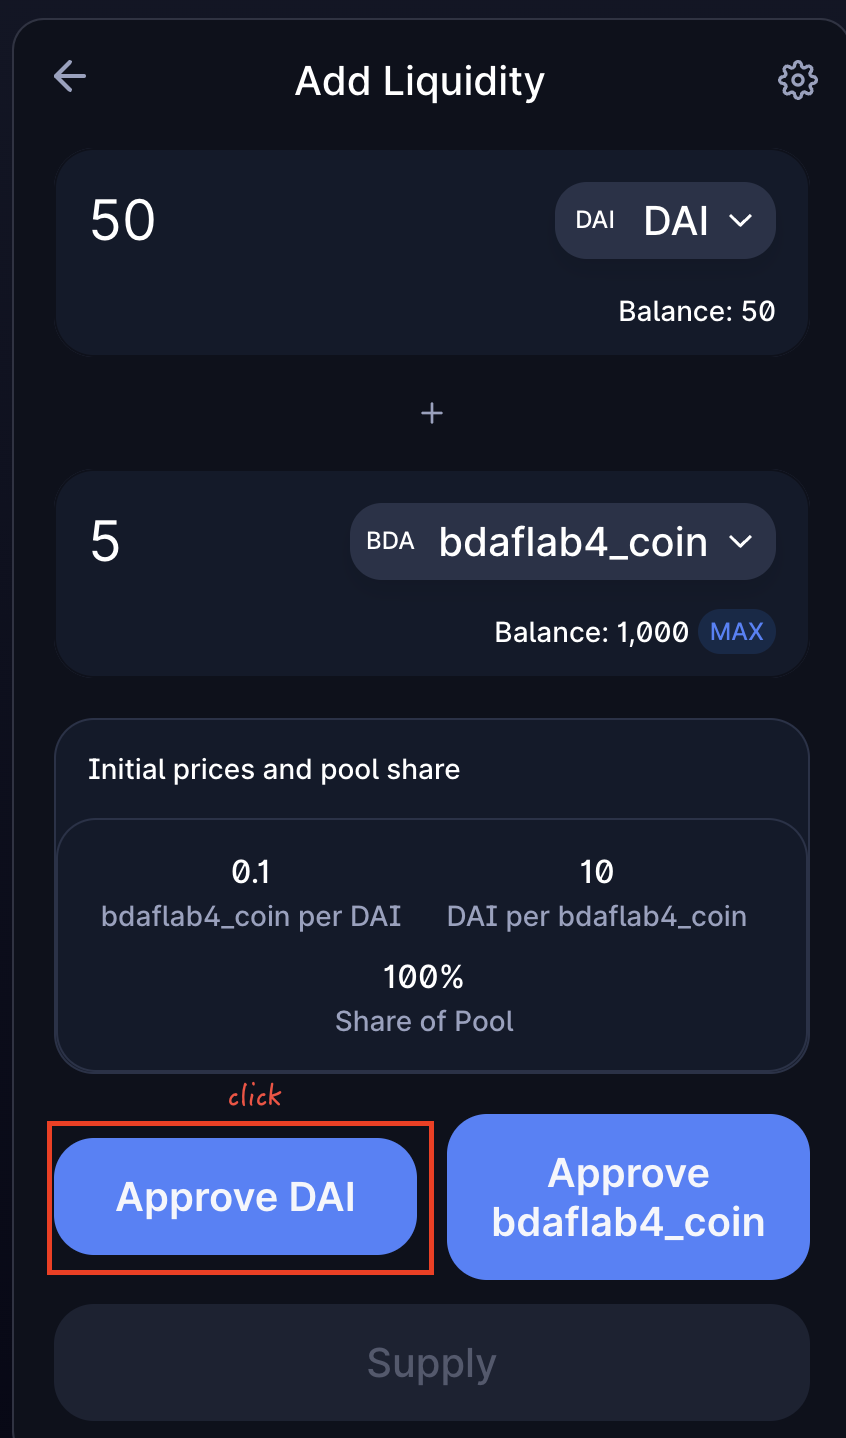 Add Liquidity
50
DAI DAI
Balance: 50
+
5
BDA bdaflab4_coin
Balance: 1,000 MAX
Initial prices and pool share
0.1 10
bdaflab4_coin per DAI DAI per bdaflab4_coin
100%
Share of Pool
click
Approve DAI
Approve
bdaflab4_coin
Supply